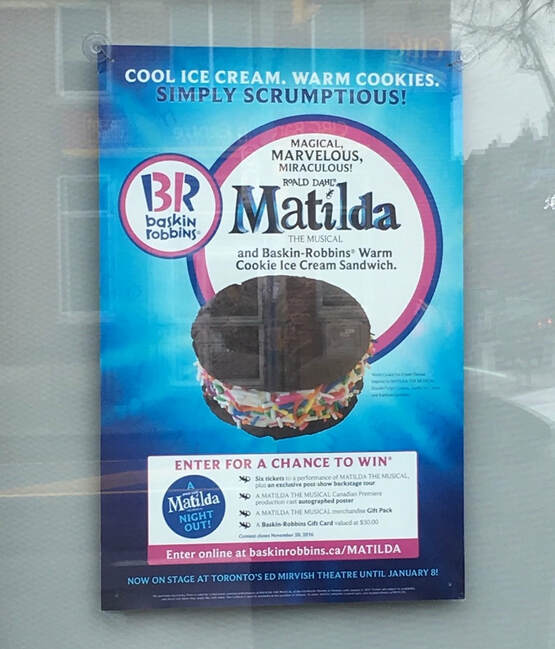 COOL ICE CREAM. WARM COOKIES.
SIMPLY SCRUMPTIOUS!
MAGICAL,
MARVELOUS,
MIRACULOUS!
ROALD DAHL'S
Matilda
THE MUSICAL
and Baskin-Robbins® Warm
Cookie Ice Cream Sandwich.
BR
baskin
robbins®
ENTER FOR A CHANCE TO WIN*
A
Matilda
NIGHT
OUT!
Six tickets to a performance of MATILDA THE MUSICAL,
plus an exclusive post show backstage tour
A MATILDA THE MUSICAL Canadian Premiere
production cast autographed poster
A MATILDA THE MUSICAL merchandise Gift Pack
A Baskin-Robbins Gift Card valued at $30.00
Contest closes November 20, 2016
Enter online at baskinrobbins.ca/MATILDA
NOW ON STAGE AT TORONTO'S ED MIRVISH THEATRE UNTIL JANUARY 8!